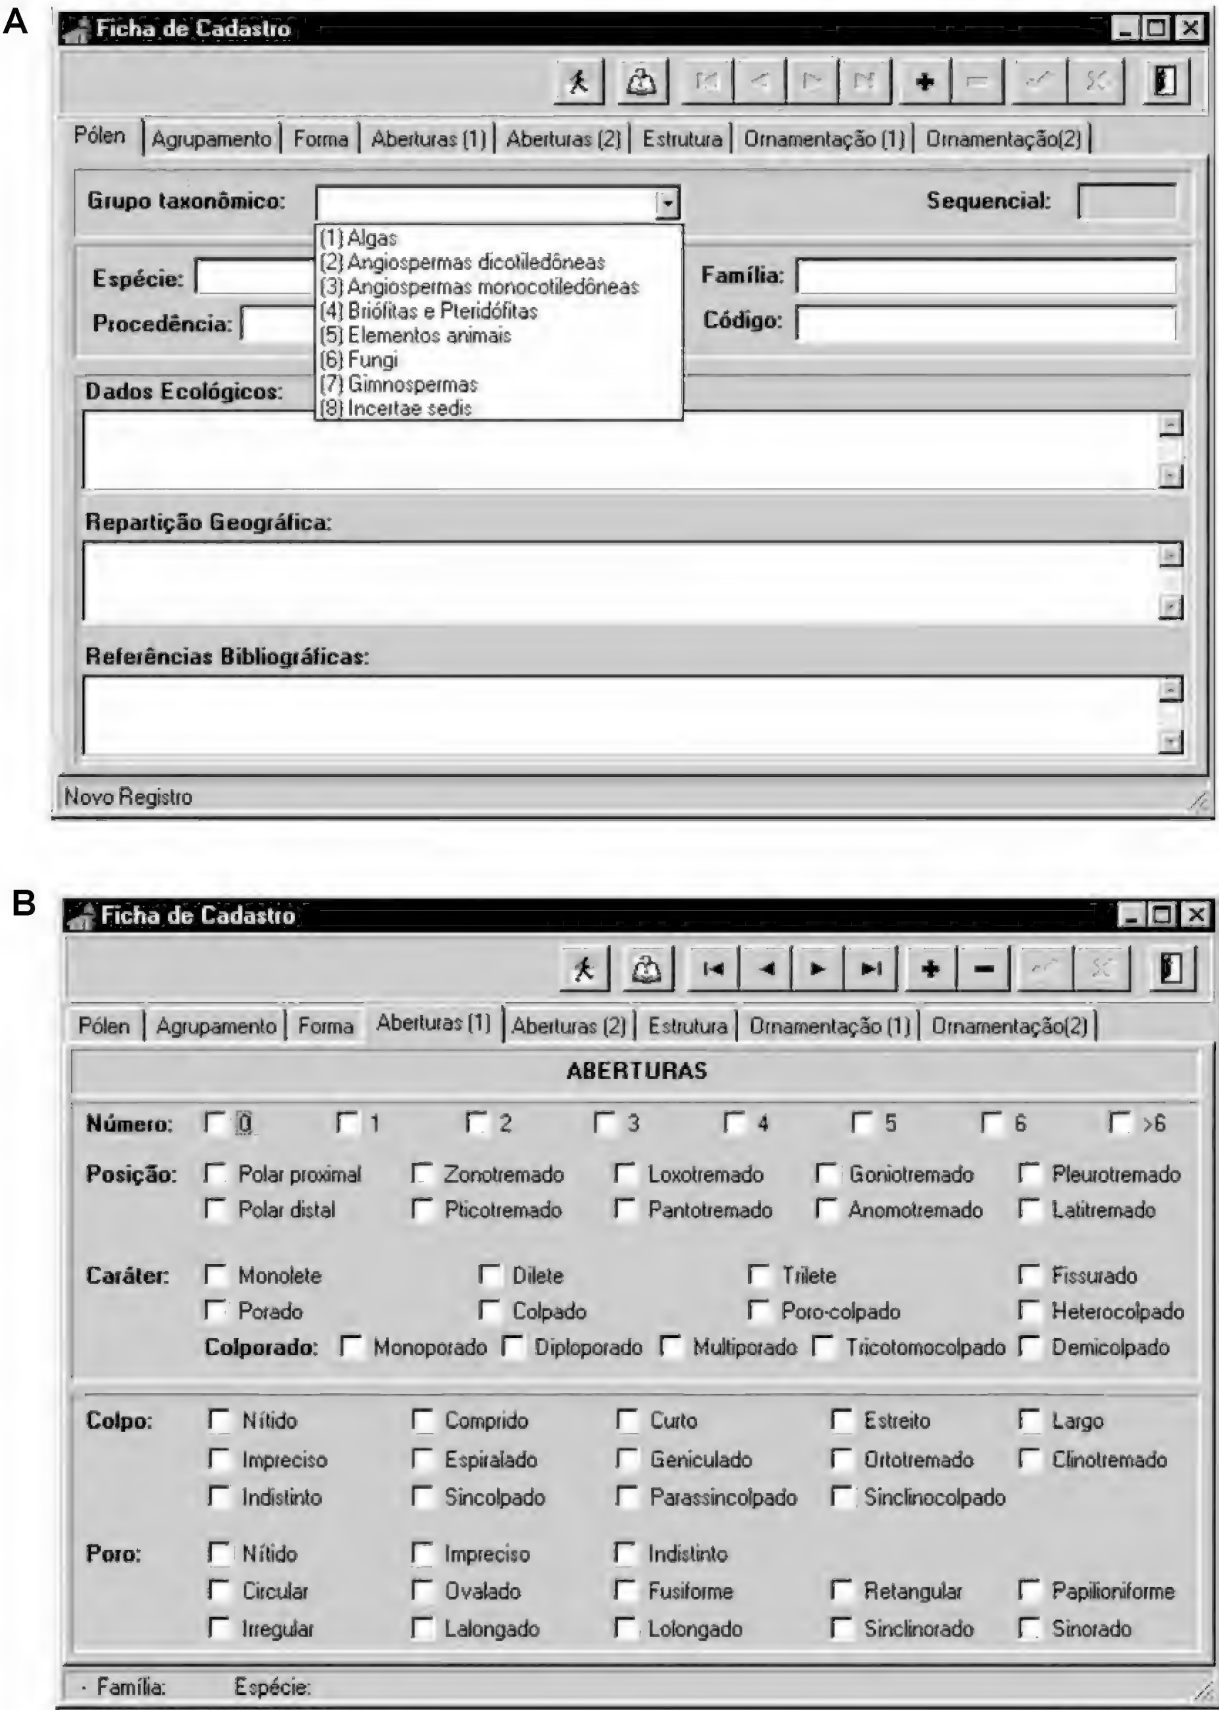 A
Ficha de Cadastro
Pólen Agrupamento Forma Aberturas (1) Aberturas (2) Estrutura Ornamentação (1) Ornamentação(2)
Grupo taxonômico: Sequencial:
(1) Algas
(2) Angiospermas dicotiledôneas
(3) Angiospermas monocotiledôneas
(4) Briófitas e Pteridófitas
(5) Elementos animais
(6) Fungi
(7) Gimnospermas
(8) Incertae sedis
Espécie: Família:
Procedência: Código:
Dados Ecológicos:
Repartição Geográfica:
Referências Bibliográficas:
Novo Registro
B
Ficha de Cadastro
Pólen Agrupamento Forma Aberturas (1) Aberturas (2) Estrutura Ornamentação (1) Ornamentação(2)
ABERTURAS
Número: 0 1 2 3 4 5 6 >6
Posição: Polar proximal Zonotremado Loxotremado Goniotremado Pleurotremado
Polar distal Pticotremado Pantotremado Anomotremado Latitremado
Caráter: Monolete Dilete Trilete Fissurado
Porado Colpado Poro-colpado Heterocolpado
Colporado: Monoporado Diploporado Multiporado Tricotomocolpado Demicolpado
Colpo: Nítido Comprido Curto Estreito Largo
Impreciso Espiralado Geniculado Ortotremado Clinotremado
Indistinto Sincolpado Parassincolpado Sinclinocolpado
Poro: Nítido Impreciso Indistinto
Circular Ovalado Fusiforme Retangular Papilioniforme
Irregular Lalongado Lolongado Sinclinorado Sinorado
Família: Espécie: